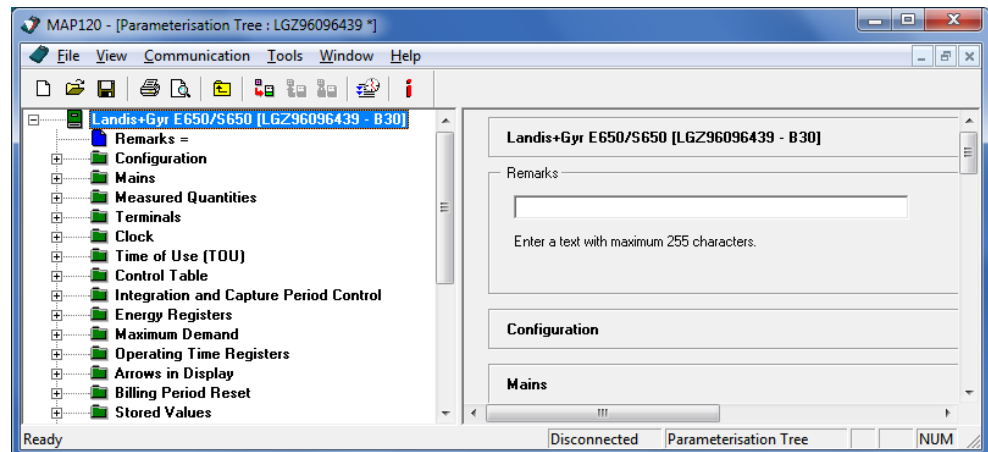 MAP120 - [Parameterisation Tree : LGZ96096439 *]
File View Communication Tools Window Help
Landis+Gyr E650/S650 [LGZ96096439 - B30]
Remarks =
Configuration
Mains
Measured Quantities
Terminals
Clock
Time of Use (TOU)
Control Table
Integration and Capture Period Control
Energy Registers
Maximum Demand
Operating Time Registers
Arrows in Display
Billing Period Reset
Stored Values
Landis+Gyr E650/S650 [LGZ96096439 - B30]
Remarks
Enter a text with maximum 255 characters.
Configuration
Mains
Ready Disconnected Parameterisation Tree NUM